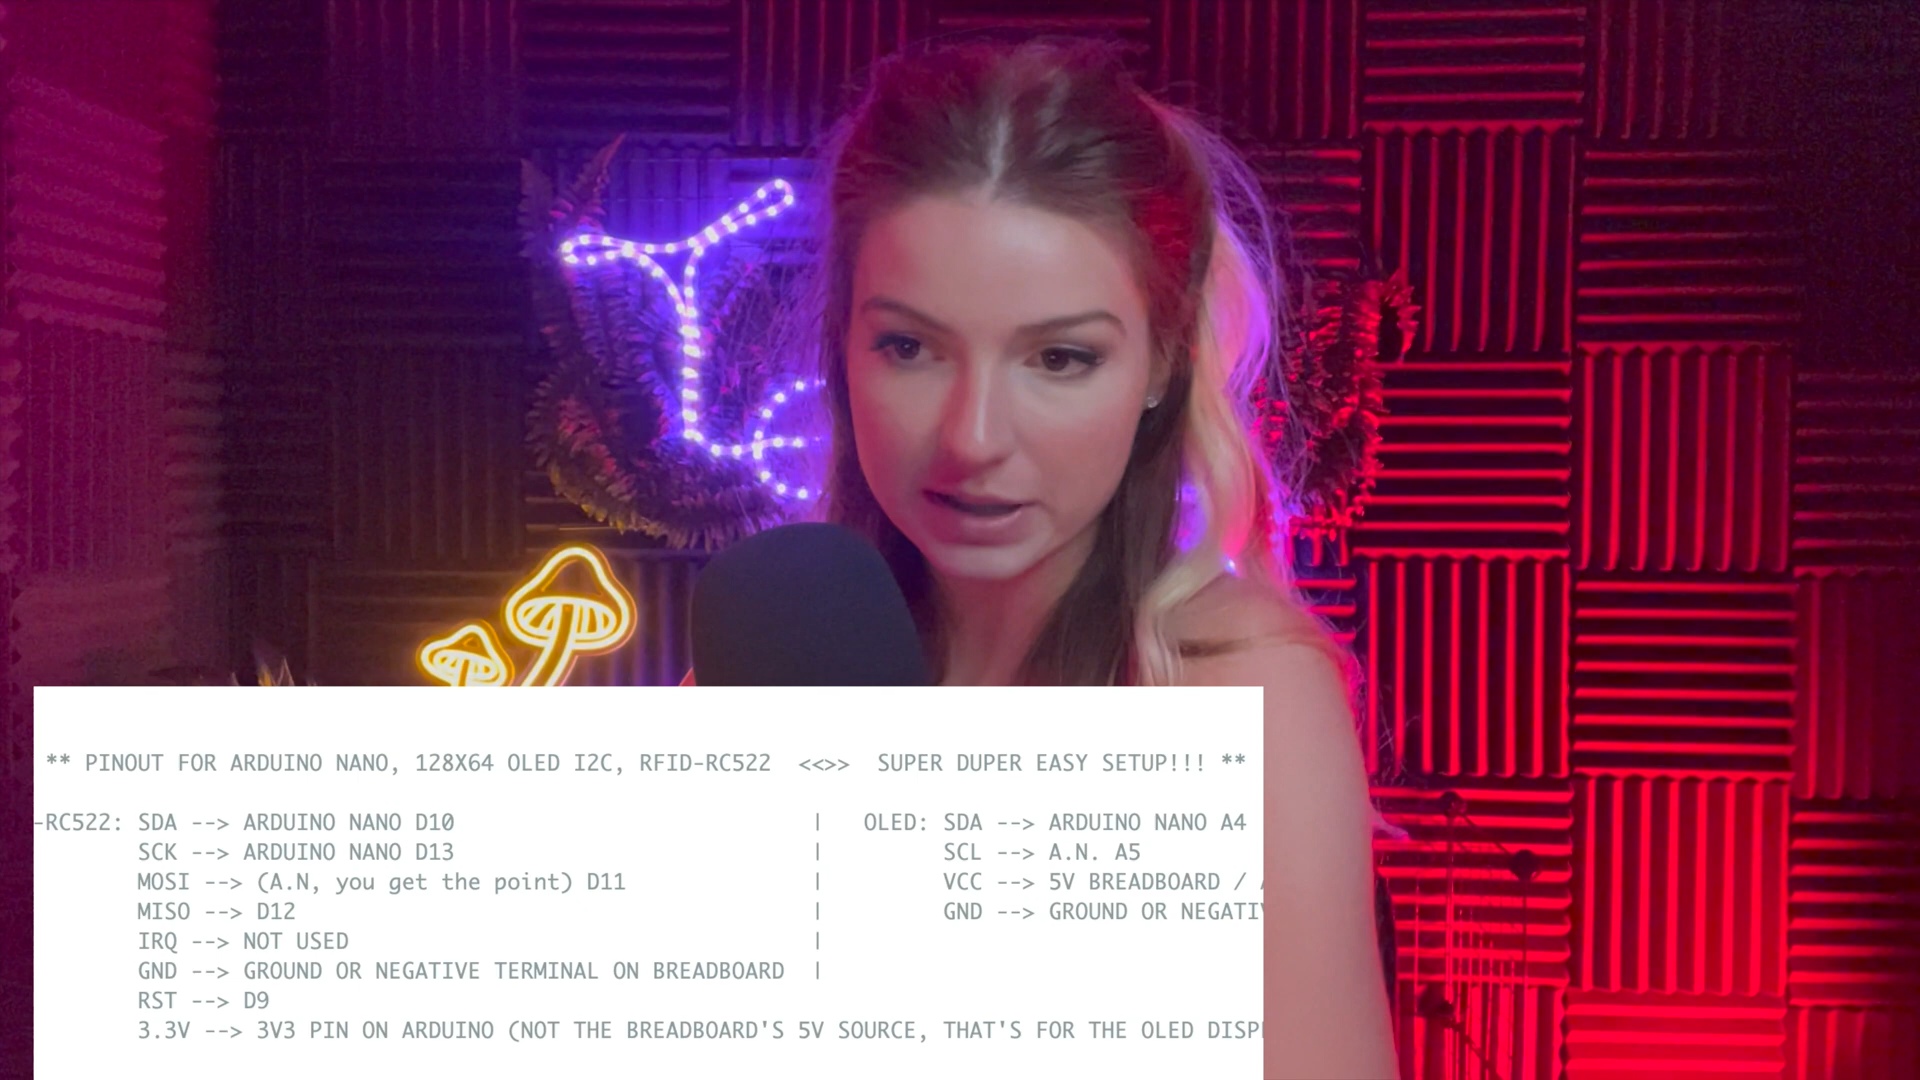 ** PINOUT FOR ARDUINO NANO, 128X64 OLED I2C, RFID-RC522 <<>> SUPER DUPER EASY SETUP!!! **
-RC522: SDA --> ARDUINO NANO D10 | OLED: SDA --> ARDUINO NANO A4
SCK --> ARDUINO NANO D13 | SCL --> A.N. A5
MOSI --> (A.N, you get the point) D11 | VCC --> 5V BREADBOARD /
MISO --> D12 | GND --> GROUND OR NEGATIV
IRQ --> NOT USED |
GND --> GROUND OR NEGATIVE TERMINAL ON BREADBOARD |
RST --> D9
3.3V --> 3V3 PIN ON ARDUINO (NOT THE BREADBOARD'S 5V SOURCE, THAT'S FOR THE OLED DISP